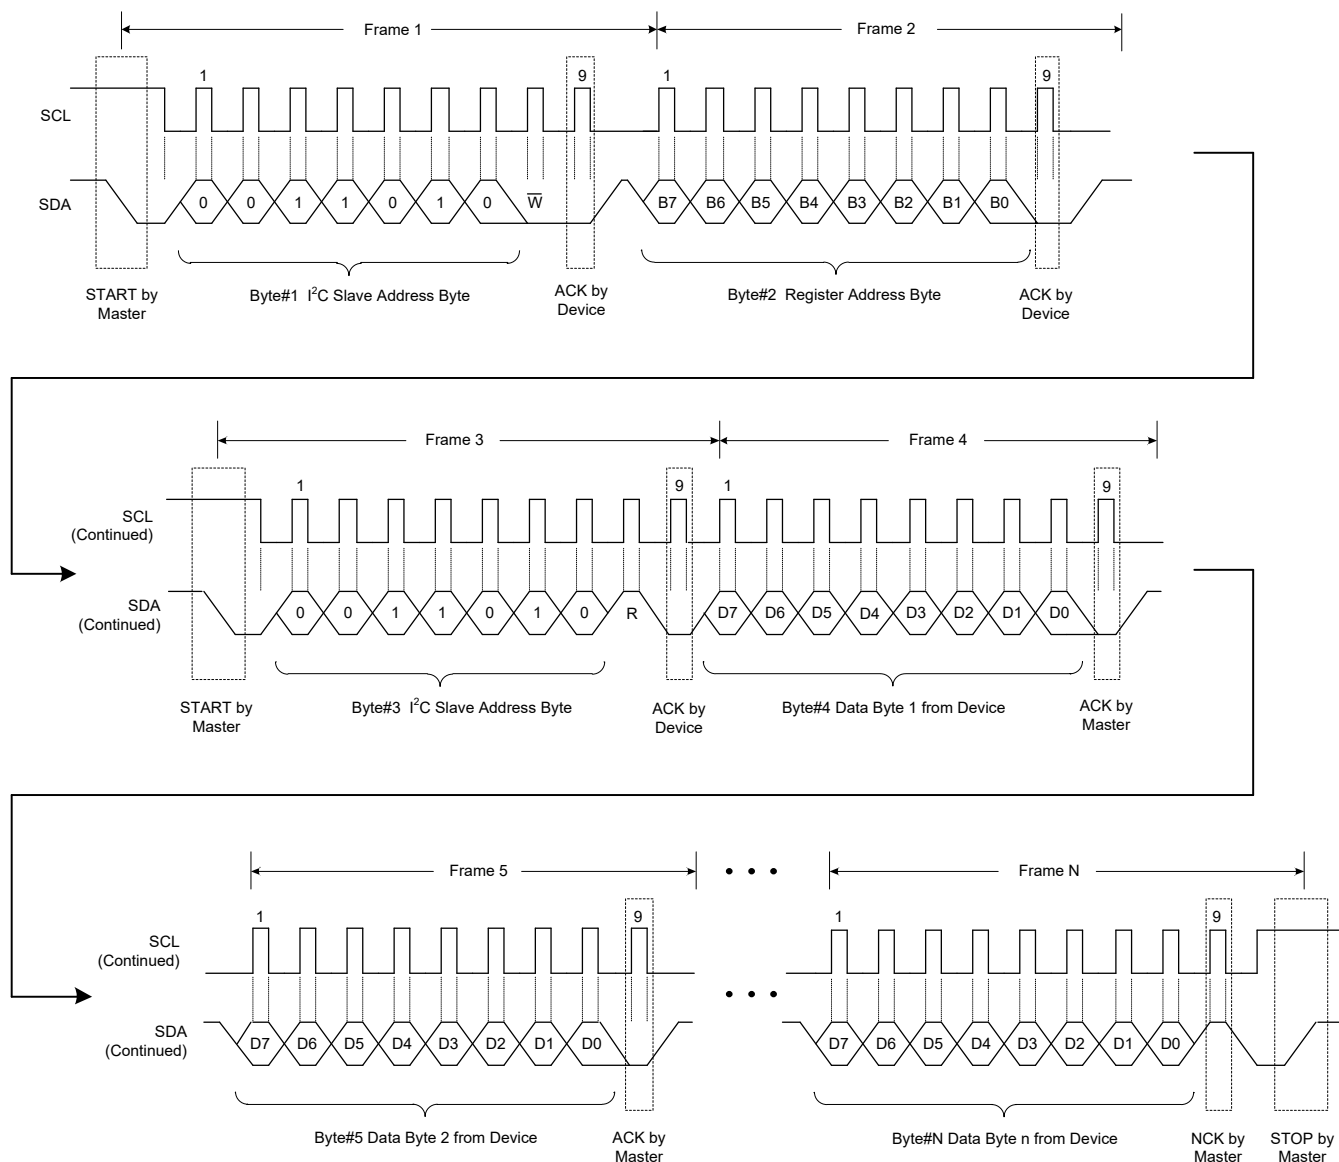 Frame 1
Frame 2
1
9
1
9
SCL
SDA
0 0 1 1 0 1 0 W̅
B7 B6 B5 B4 B3 B2 B1 B0
START by
Master
Byte#1 I²C Slave Address Byte
ACK by
Device
Byte#2 Register Address Byte
ACK by
Device
Frame 3
Frame 4
1
9
1
9
SCL
(Continued)
SDA
(Continued)
0 0 1 1 0 1 0 R
D7 D6 D5 D4 D3 D2 D1 D0
START by
Master
Byte#3 I²C Slave Address Byte
ACK by
Device
Byte#4 Data Byte 1 from Device
ACK by
Master
Frame 5
• • •
Frame N
1
9
1
9
SCL
(Continued)
• • •
SDA
(Continued)
D7 D6 D5 D4 D3 D2 D1 D0
D7 D6 D5 D4 D3 D2 D1 D0
Byte#5 Data Byte 2 from Device
ACK by
Master
Byte#N Data Byte n from Device
NCK by
Master
STOP by
Master